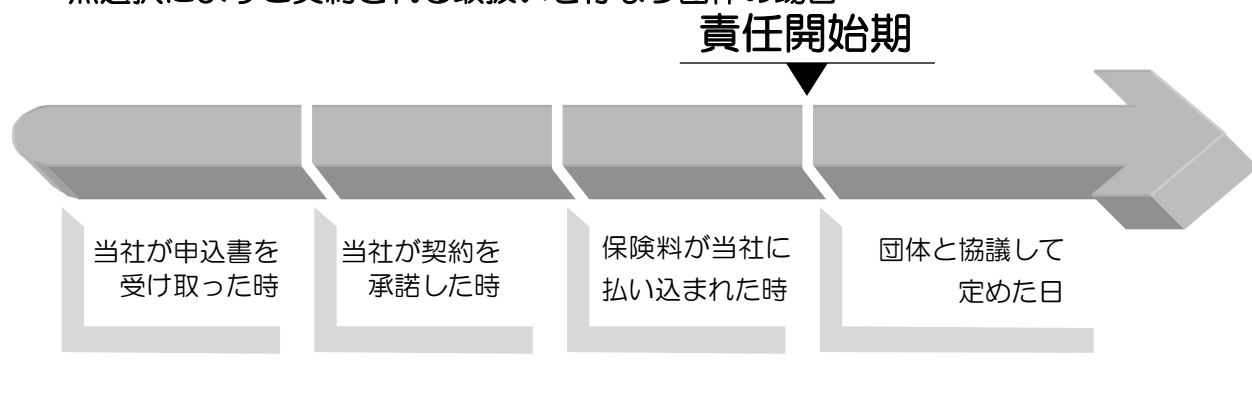 責任開始期
当社が申込書を
受け取った時
当社が契約を
承諾した時
保険料が当社に
払い込まれた時
団体と協議して
定めた日